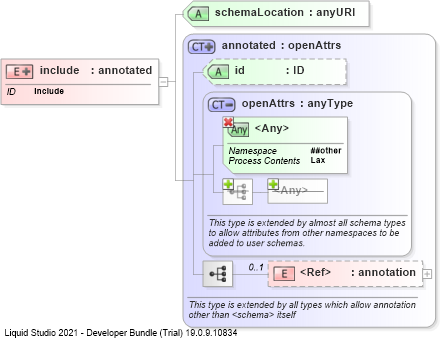 A schemaLocation : anyURI
CT+ annotated : openAttrs
E+ include : annotated
ID Include
A id : ID
CT− openAttrs : anyType
Any <Any>
Namespace ##other
Process Contents Lax
<Any>
This type is extended by almost all schema types
to allow attributes from other namespaces to be
added to user schemas.
0..1 E <Ref> : annotation
This type is extended by all types which allow annotation
other than <schema> itself
Liquid Studio 2021 - Developer Bundle (Trial) 19.0.9.10834